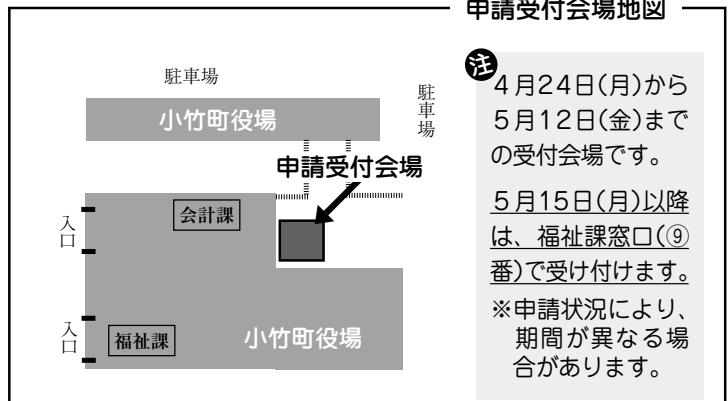 申請受付会場地図
駐車場
駐車場
小竹町役場
申請受付会場
会計課
入口
入口
福祉課
小竹町役場
注
4月24日(月)から
5月12日(金)まで
の受付会場です。
5月15日(月)以降
は、福祉課窓口(⑨
番)で受け付けます。
※申請状況により、
期間が異なる場
合があります。